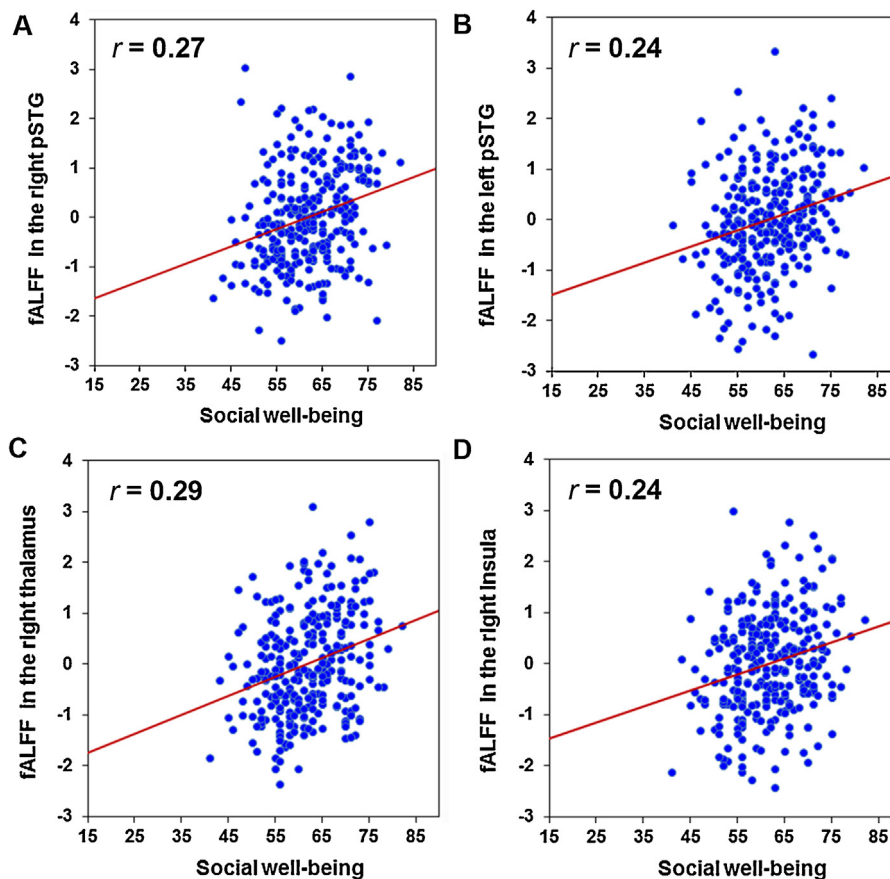 A
r = 0.27
fALFF In the right pSTG
4
3
2
1
0
-1
-2
-3
15 25 35 45 55 65 75 85
Social well-being
B
r = 0.24
fALFF In the left pSTG
4
3
2
1
0
-1
-2
-3
15 25 35 45 55 65 75 85
Social well-being
C
r = 0.29
fALFF In the right thalamus
4
3
2
1
0
-1
-2
-3
15 25 35 45 55 65 75 85
Social well-being
D
r = 0.24
fALFF In the right Insula
4
3
2
1
0
-1
-2
-3
15 25 35 45 55 65 75 85
Social well-being